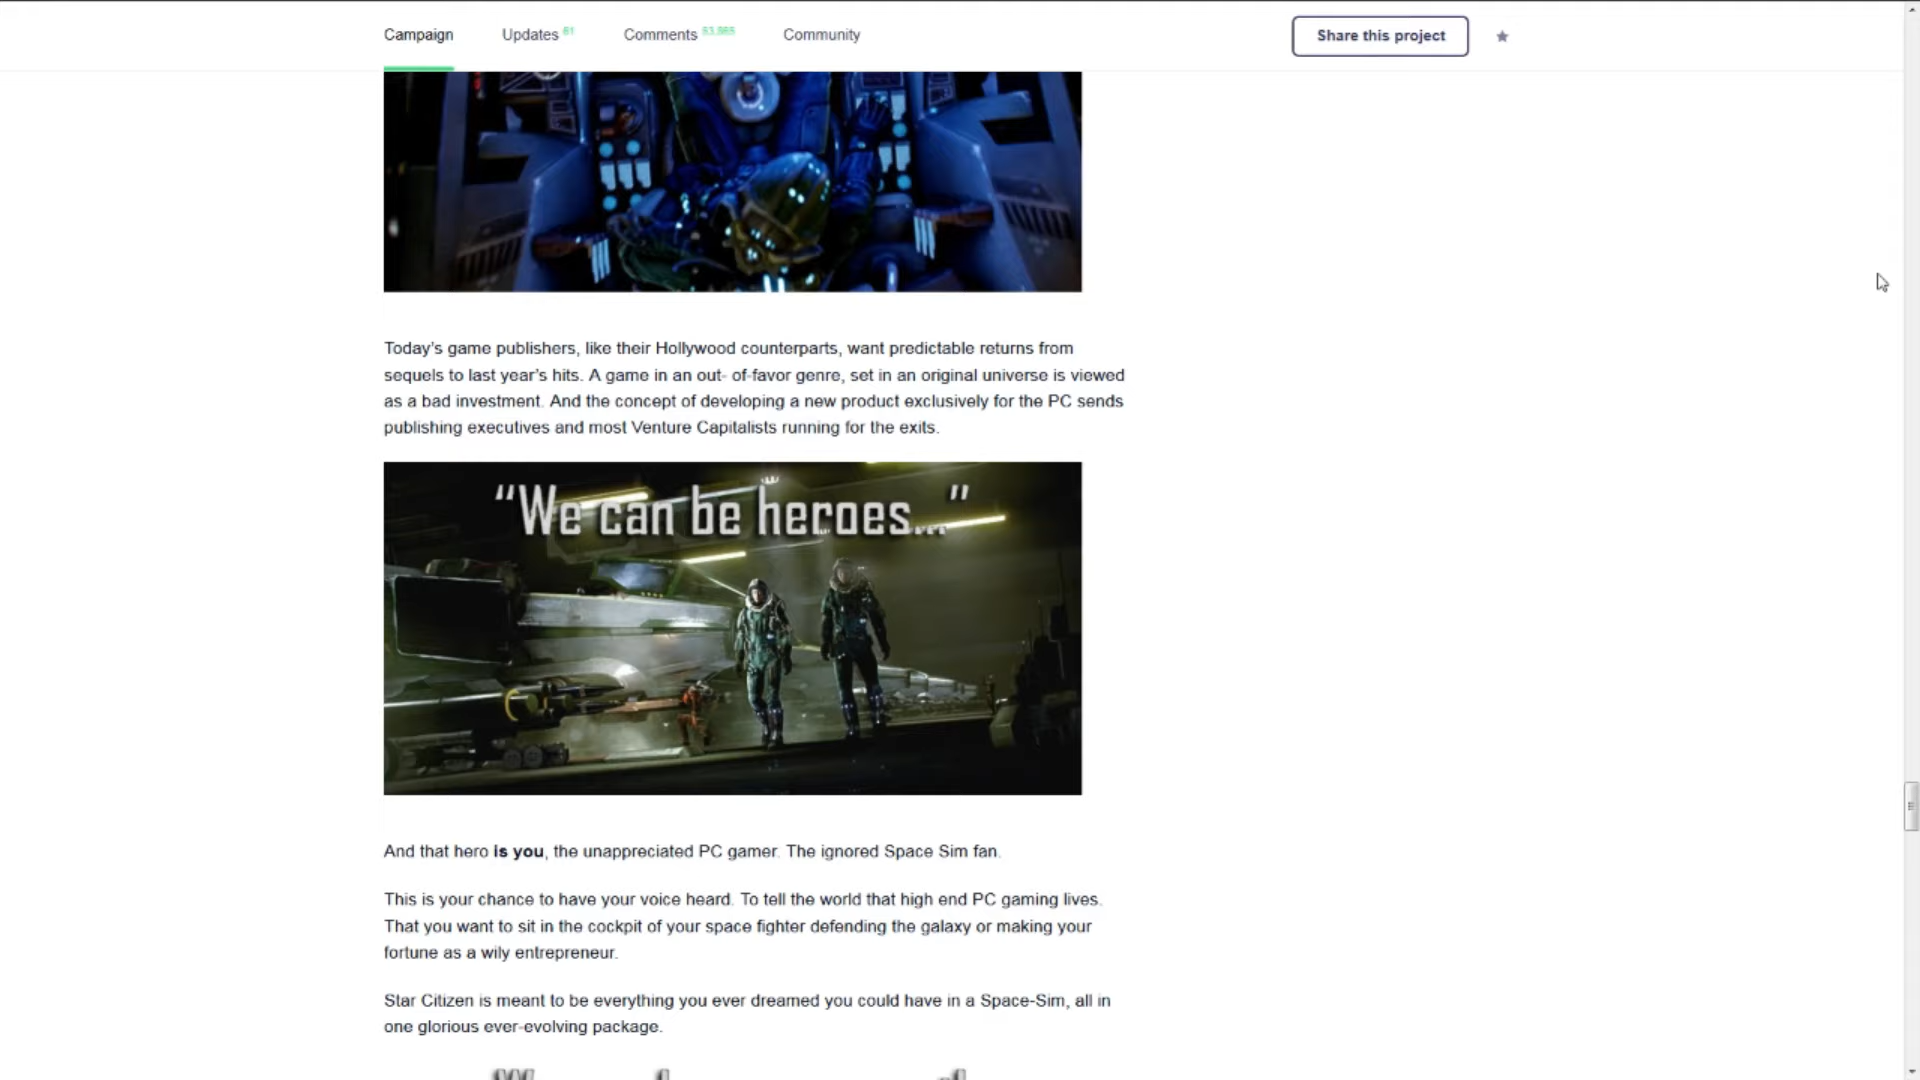 Campaign
Updates 61
Comments
Community
Share this project
Today’s game publishers, like their Hollywood counterparts, want predictable returns from
sequels to last year’s hits. A game in an out- of-favor genre, set in an original universe is viewed
as a bad investment. And the concept of developing a new product exclusively for the PC sends
publishing executives and most Venture Capitalists running for the exits.
“We can be heroes...”
And that hero is you, the unappreciated PC gamer. The ignored Space Sim fan.
This is your chance to have your voice heard. To tell the world that high end PC gaming lives.
That you want to sit in the cockpit of your space fighter defending the galaxy or making your
fortune as a wily entrepreneur.
Star Citizen is meant to be everything you ever dreamed you could have in a Space-Sim, all in
one glorious ever-evolving package.